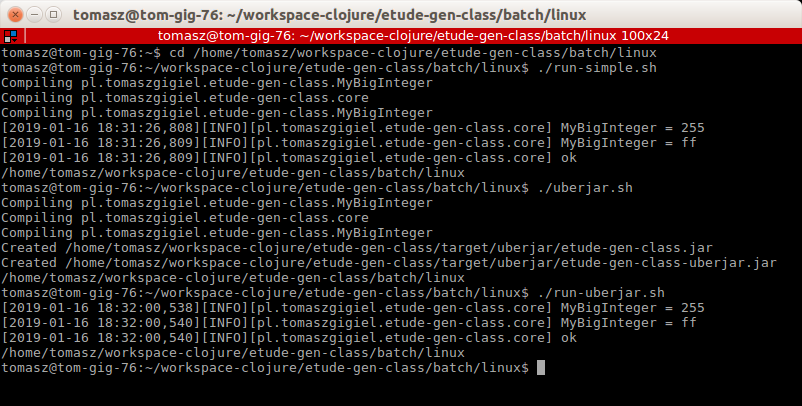 tomasz@tom-gig-76: ~/workspace-clojure/etude-gen-class/batch/linux
tomasz@tom-gig-76: ~/workspace-clojure/etude-gen-class/batch/linux 100x24
tomasz@tom-gig-76:~$ cd /home/tomasz/workspace-clojure/etude-gen-class/batch/linux
tomasz@tom-gig-76:~/workspace-clojure/etude-gen-class/batch/linux$ ./run-simple.sh
Compiling pl.tomaszgigiel.etude-gen-class.MyBigInteger
Compiling pl.tomaszgigiel.etude-gen-class.core
Compiling pl.tomaszgigiel.etude-gen-class.MyBigInteger
[2019-01-16 18:31:26,808][INFO][pl.tomaszgigiel.etude-gen-class.core] MyBigInteger = 255
[2019-01-16 18:31:26,809][INFO][pl.tomaszgigiel.etude-gen-class.core] MyBigInteger = ff
[2019-01-16 18:31:26,809][INFO][pl.tomaszgigiel.etude-gen-class.core] ok
/home/tomasz/workspace-clojure/etude-gen-class/batch/linux
tomasz@tom-gig-76:~/workspace-clojure/etude-gen-class/batch/linux$ ./uberjar.sh
Compiling pl.tomaszgigiel.etude-gen-class.MyBigInteger
Compiling pl.tomaszgigiel.etude-gen-class.core
Compiling pl.tomaszgigiel.etude-gen-class.MyBigInteger
Created /home/tomasz/workspace-clojure/etude-gen-class/target/uberjar/etude-gen-class.jar
Created /home/tomasz/workspace-clojure/etude-gen-class/target/uberjar/etude-gen-class-uberjar.jar
/home/tomasz/workspace-clojure/etude-gen-class/batch/linux
tomasz@tom-gig-76:~/workspace-clojure/etude-gen-class/batch/linux$ ./run-uberjar.sh
[2019-01-16 18:32:00,538][INFO][pl.tomaszgigiel.etude-gen-class.core] MyBigInteger = 255
[2019-01-16 18:32:00,540][INFO][pl.tomaszgigiel.etude-gen-class.core] MyBigInteger = ff
[2019-01-16 18:32:00,540][INFO][pl.tomaszgigiel.etude-gen-class.core] ok
/home/tomasz/workspace-clojure/etude-gen-class/batch/linux
tomasz@tom-gig-76:~/workspace-clojure/etude-gen-class/batch/linux$